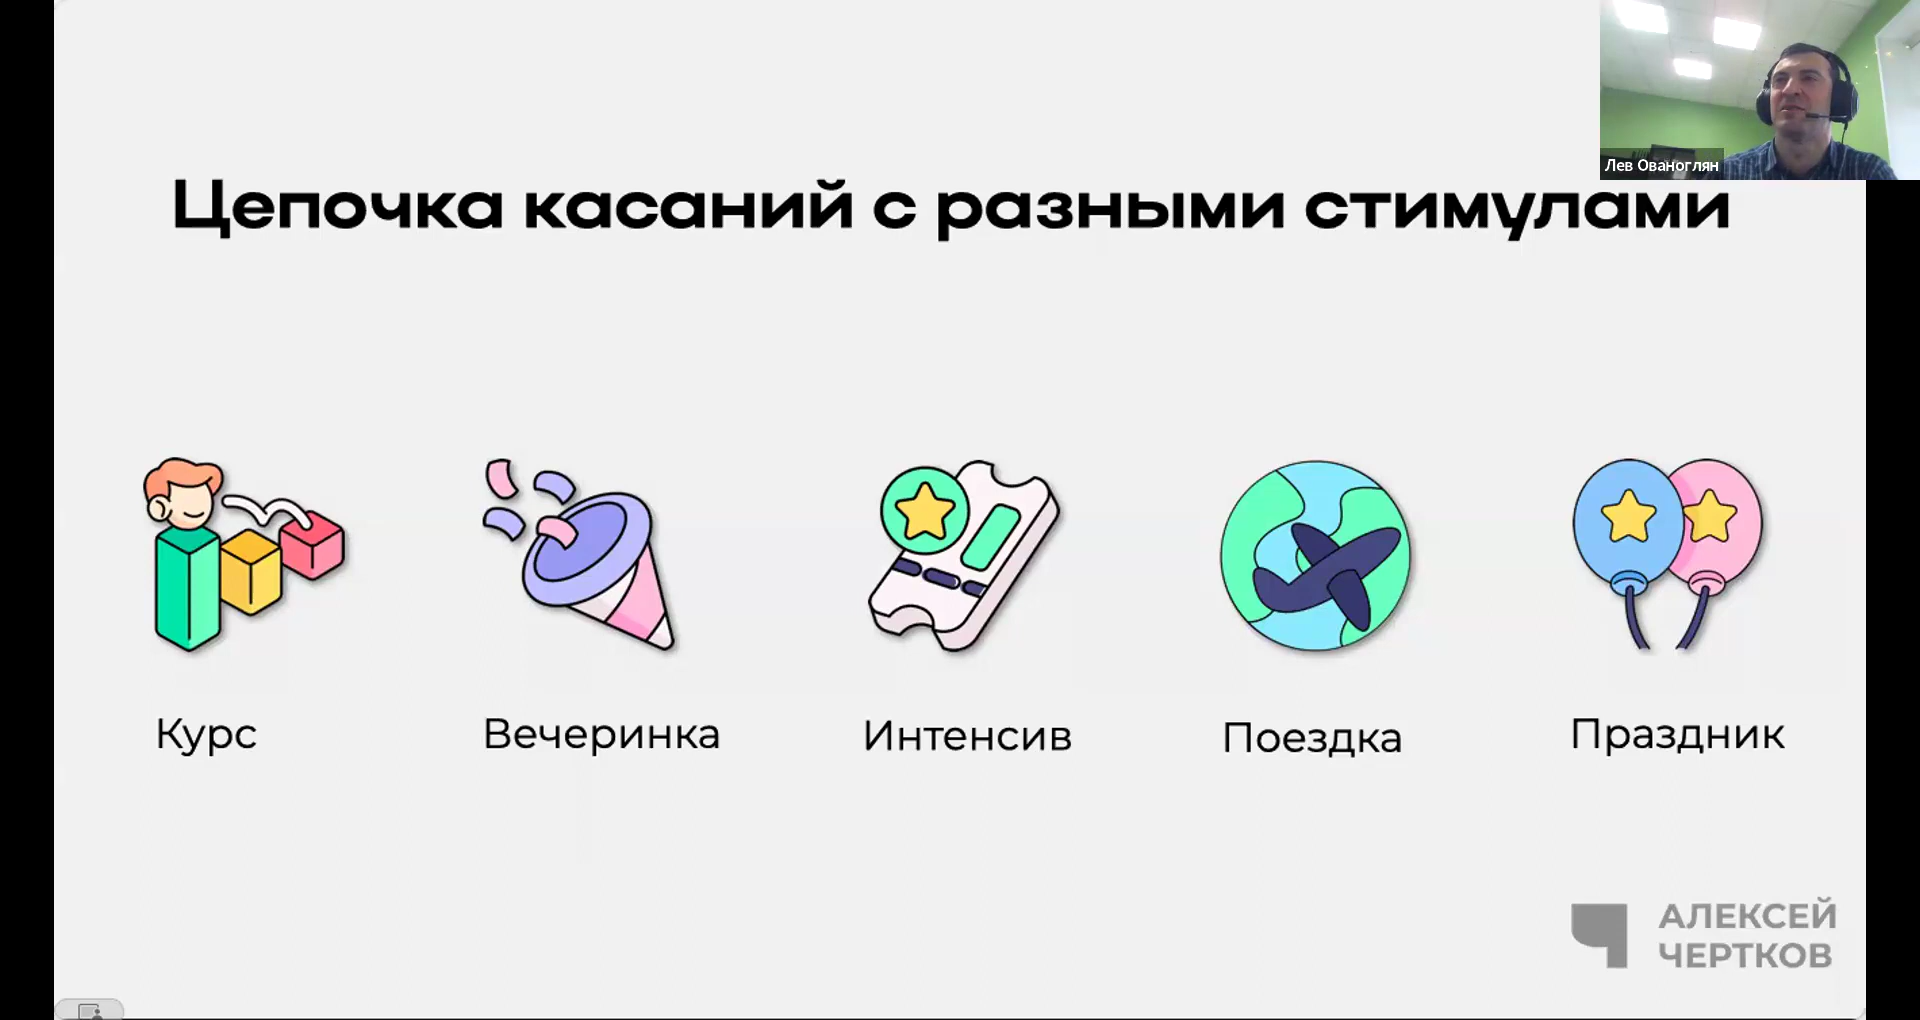 Лев Ованоглян
Цепочка касаний с разными стимулами
Курс
Вечеринка
Интенсив
Поездка
Праздник
АЛЕКСЕЙ
ЧЕРТКОВ